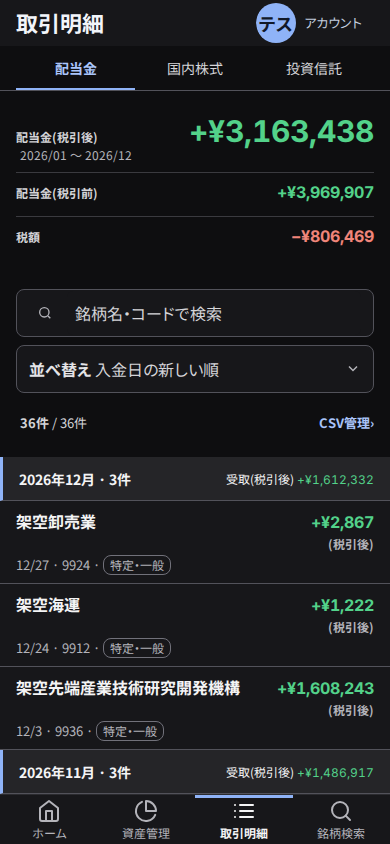 取引明細
テス アカウント
配当金 国内株式 投資信託
配当金(税引後) +¥3,163,438
2026/01 〜 2026/12
配当金(税引前) +¥3,969,907
税額 −¥806,469
銘柄名・コードで検索
並べ替え 入金日の新しい順
36件 / 36件 CSV管理›
2026年12月・3件 受取(税引後) +¥1,612,332
架空卸売業 +¥2,867
(税引後)
12/27・9924・特定・一般
架空海運 +¥1,222
(税引後)
12/24・9912・特定・一般
架空先端産業技術研究開発機構 +¥1,608,243
(税引後)
12/3・9936・特定・一般
2026年11月・3件 受取(税引後) +¥1,486,917
ホーム 資産管理 取引明細 銘柄検索